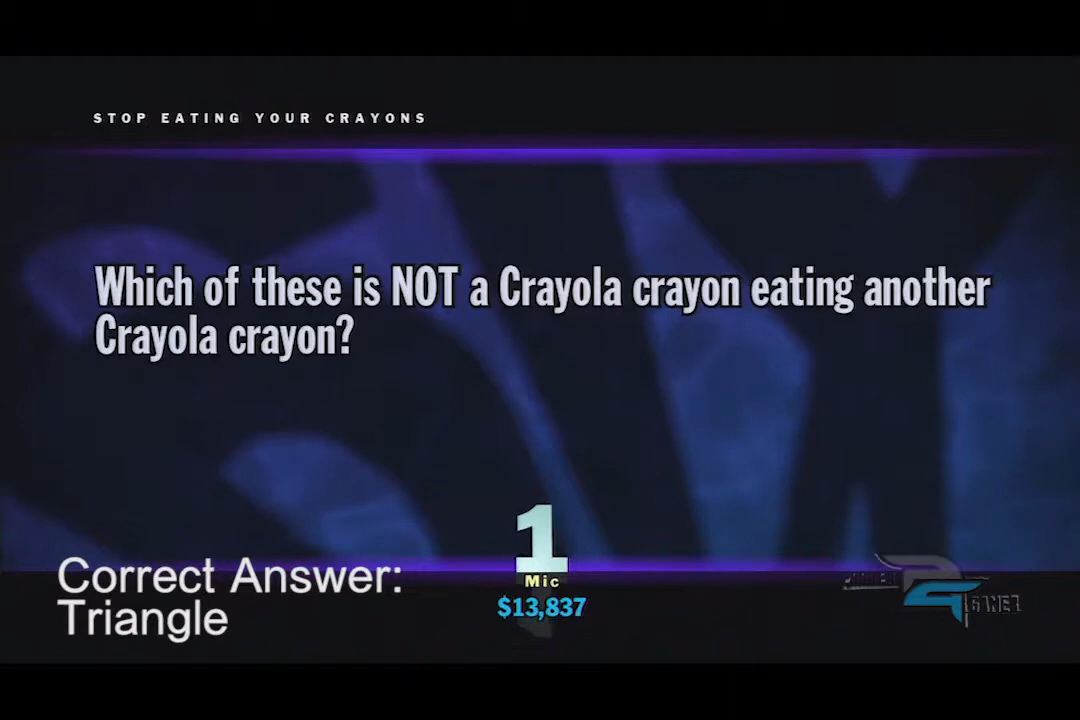 STOP EATING YOUR CRAYONS
Which of these is NOT a Crayola crayon eating another
Crayola crayon?
1
Mic
$13,837
Correct Answer:
Triangle